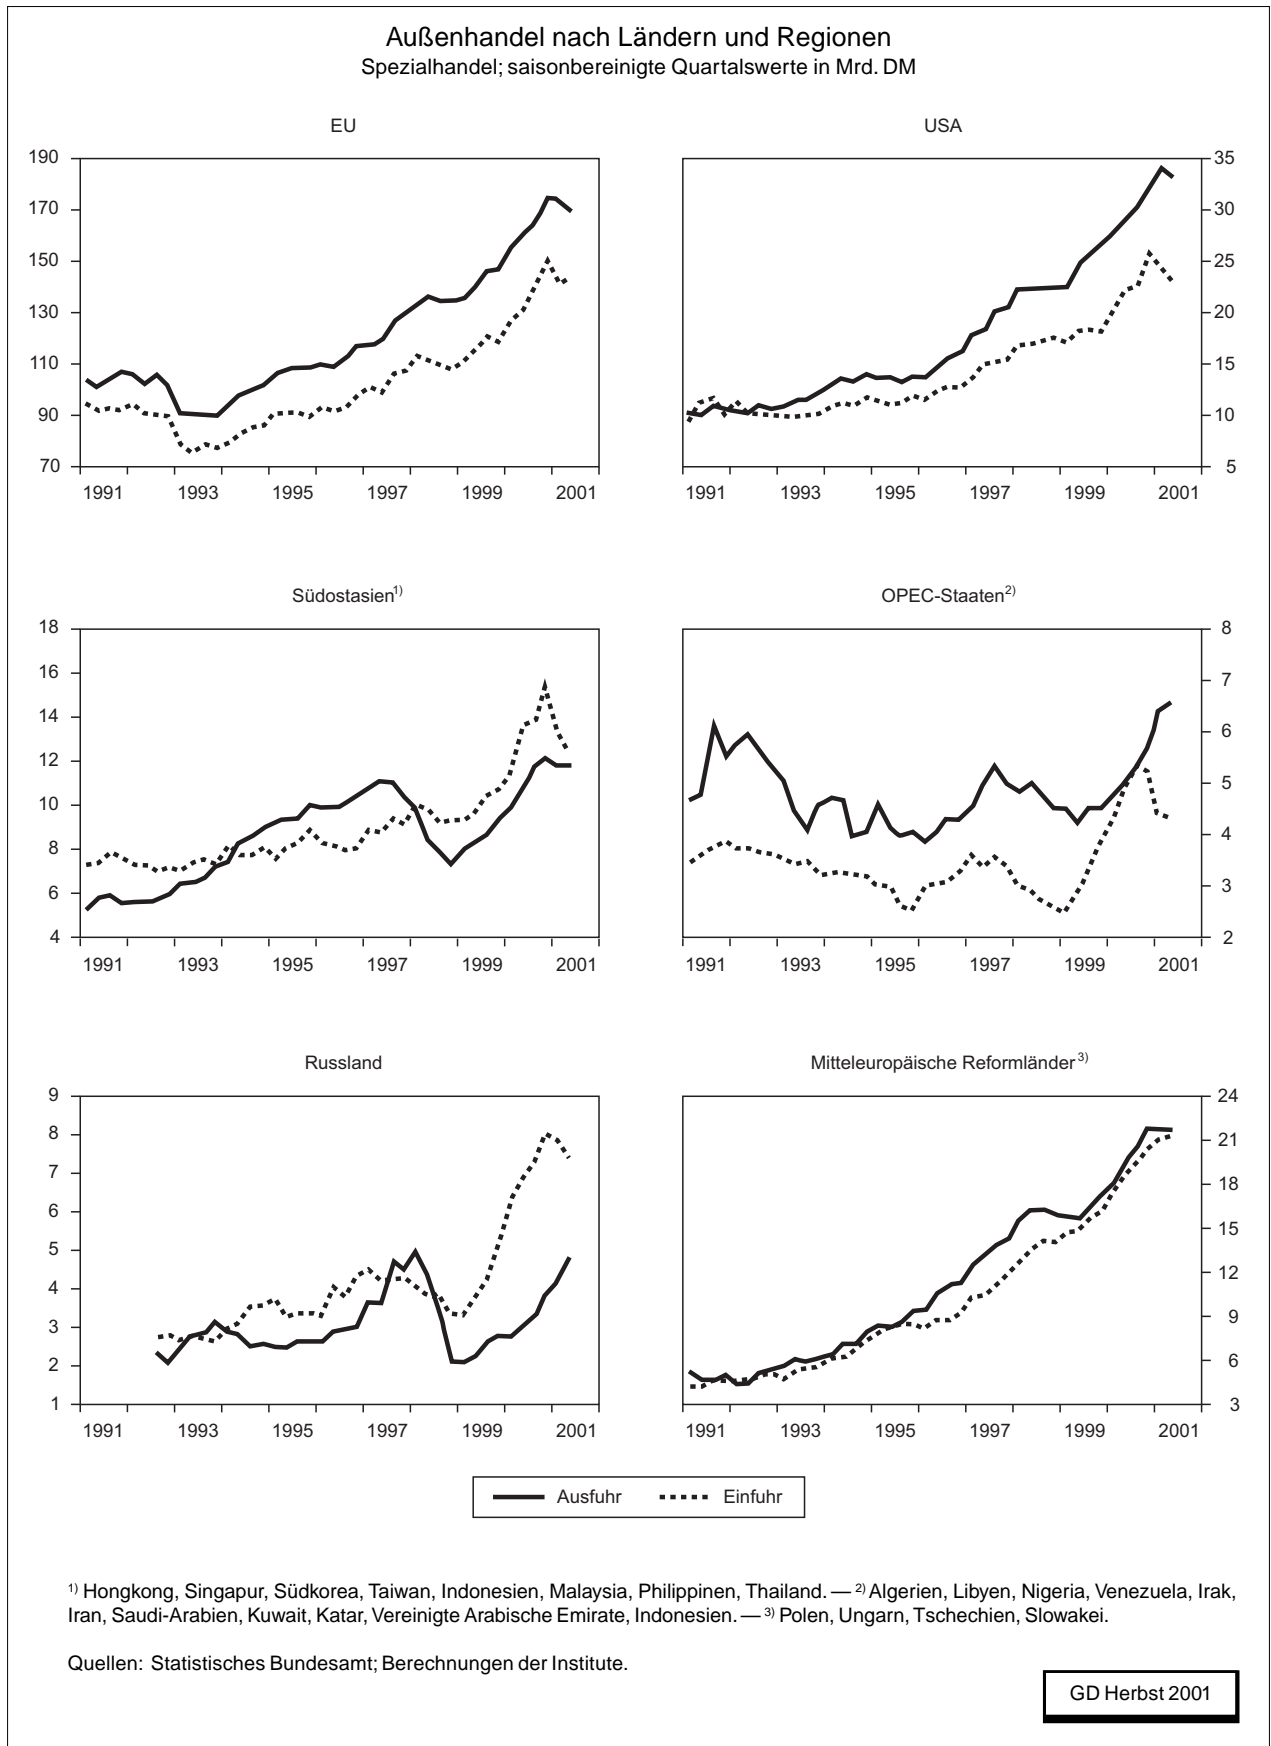 Außenhandel nach Ländern und Regionen
Spezialhandel; saisonbereinigte Quartalswerte in Mrd. DM
EU
190
170
150
130
110
90
70
1991 1993 1995 1997 1999 2001
USA
35
30
25
20
15
10
5
1991 1993 1995 1997 1999 2001
Südostasien1)
18
16
14
12
10
8
6
4
1991 1993 1995 1997 1999 2001
OPEC-Staaten2)
8
7
6
5
4
3
2
1991 1993 1995 1997 1999 2001
Russland
9
8
7
6
5
4
3
2
1
1991 1993 1995 1997 1999 2001
Mitteleuropäische Reformländer3)
24
21
18
15
12
9
6
3
1991 1993 1995 1997 1999 2001
Ausfuhr Einfuhr
1) Hongkong, Singapur, Südkorea, Taiwan, Indonesien, Malaysia, Philippinen, Thailand. — 2) Algerien, Libyen, Nigeria, Venezuela, Irak,
Iran, Saudi-Arabien, Kuwait, Katar, Vereinigte Arabische Emirate, Indonesien. — 3) Polen, Ungarn, Tschechien, Slowakei.
Quellen: Statistisches Bundesamt; Berechnungen der Institute.
GD Herbst 2001